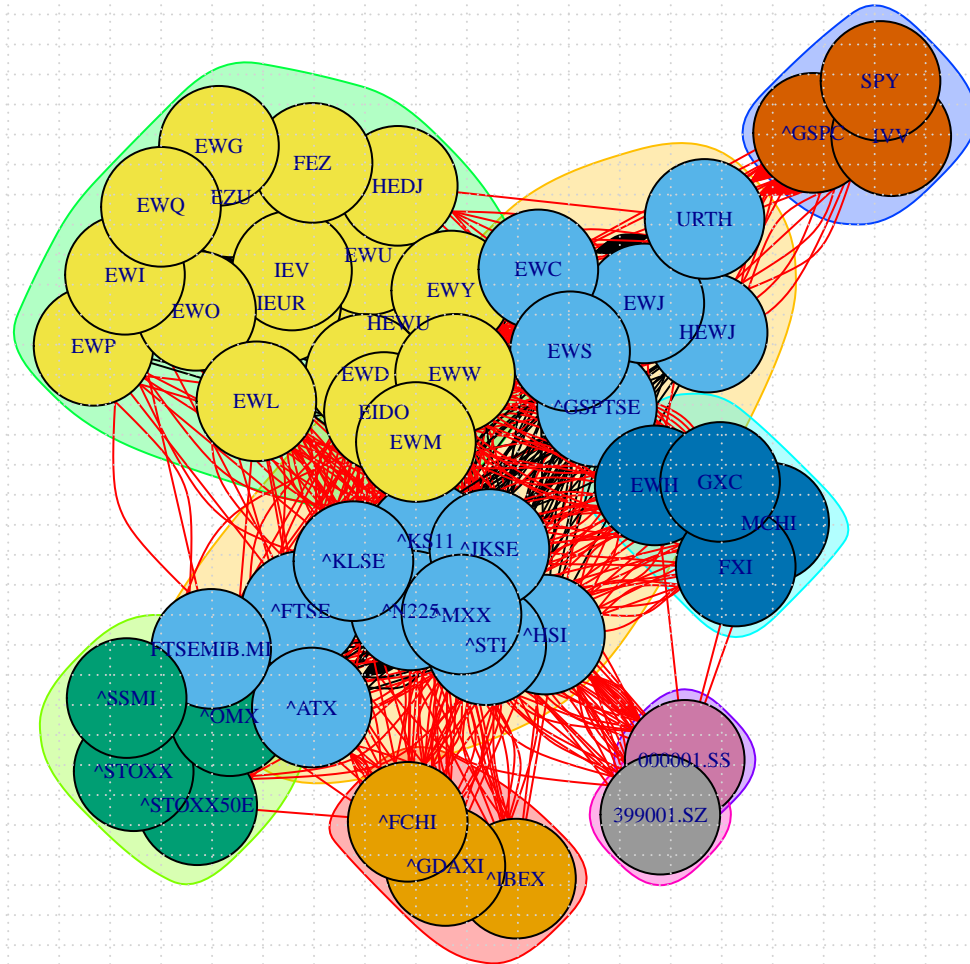 SPY
^GSPC
IVV
EWG
FEZ
HEDJ
EZU
EWQ
URTH
EWU
EWI
IEV
EWC
EWY
IEUR
EWO
EWJ
HEWU
HEWJ
EWP
EWS
EWD
EWW
EWL
EIDO
^GSPTSE
EWM
EWH
GXC
MCHI
^KS11
^JKSE
^KLSE
FXI
^FTSE
^N225
^MXX
^HSI
^STI
FTSEMIB.MI
^SSMI
^OMX
^ATX
000001.SS
^STOXX
^STOXX50E
399001.SZ
^FCHI
^GDAXI
^IBEX